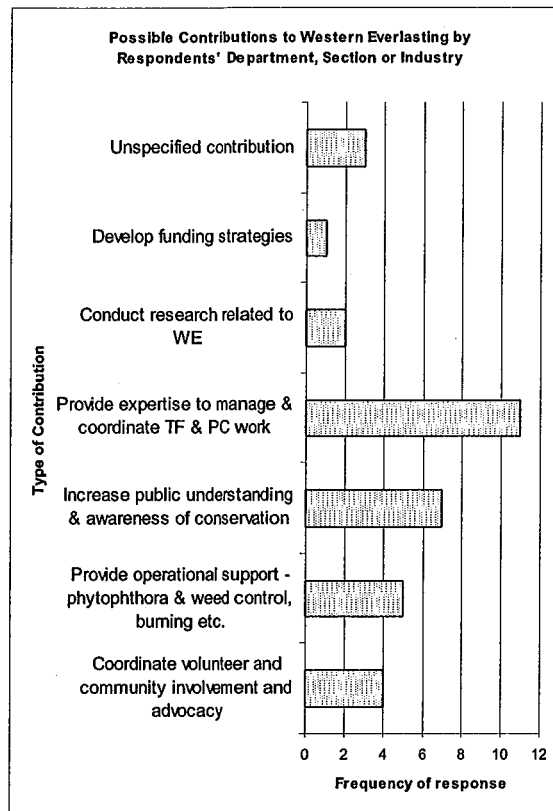 Possible Contributions to Western Everlasting by
Respondents' Department, Section or Industry
Type of Contribution
Unspecified contribution
Develop funding strategies
Conduct research related to
WE
Provide expertise to manage &
coordinate TF & PC work
Increase public understanding
& awareness of conservation
Provide operational support -
phytophthora & weed control,
burning etc.
Coordinate volunteer and
community involvement and
advocacy
0 2 4 6 8 10 12
Frequency of response